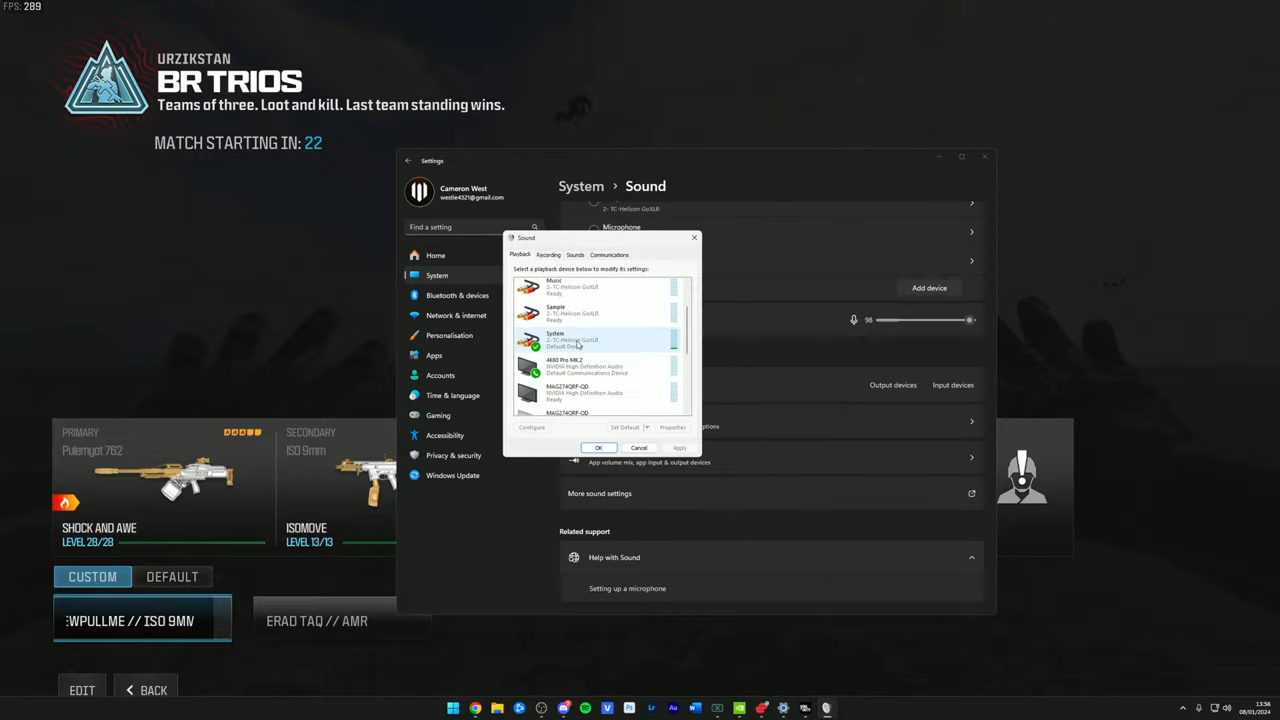 FPS: 289
URZIKSTAN
BR TRIOS
Teams of three. Loot and kill. Last team standing wins.
MATCH STARTING IN: 22
Settings
Cameron West
westie4321@gmail.com
Find a setting
Home
System
Bluetooth & devices
Network & internet
Personalisation
Apps
Accounts
Time & language
Gaming
Accessibility
Privacy & security
Windows Update
System > Sound
2- TC-Helicon GoXLR
Microphone
Add device
98
Output devices
Input devices
App volume mix, app input & output devices
More sound settings
Related support
Help with Sound
Setting up a microphone
Sound
Playback
Recording
Sounds
Communications
Select a playback device below to modify its settings:
Music
2- TC-Helicon GoXLR
Ready
Sample
2- TC-Helicon GoXLR
Ready
System
2- TC-Helicon GoXLR
Default
4K60 Pro MK.2
NVIDIA High Definition Audio
Default Communications Device
MAG274QRF-QD
NVIDIA High Definition Audio
Ready
MAG274QRF-QD
Configure
Set Default
Properties
OK
Cancel
Apply
PRIMARY
Pulemyot 762
SHOCK AND AWE
LEVEL 28/28
SECONDARY
ISO 9mm
ISOMOVE
LEVEL 13/13
CUSTOM
DEFAULT
EWPULLME // ISO 9MM
ERAD TAQ // AMR
EDIT
BACK
13:56
08/01/2024